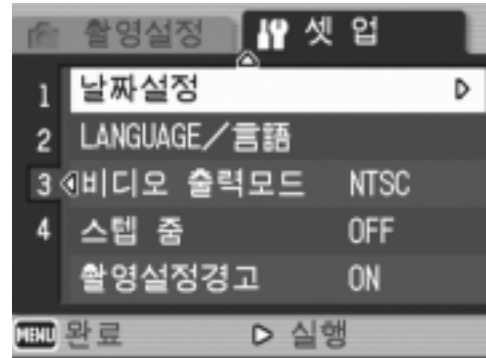 촬영설정 셋 업
1 날짜설정
2 LANGUAGE/言語
3 비디오 출력모드 NTSC
4 스텝 줌 OFF
촬영설정경고 ON
MENU 완료 실행